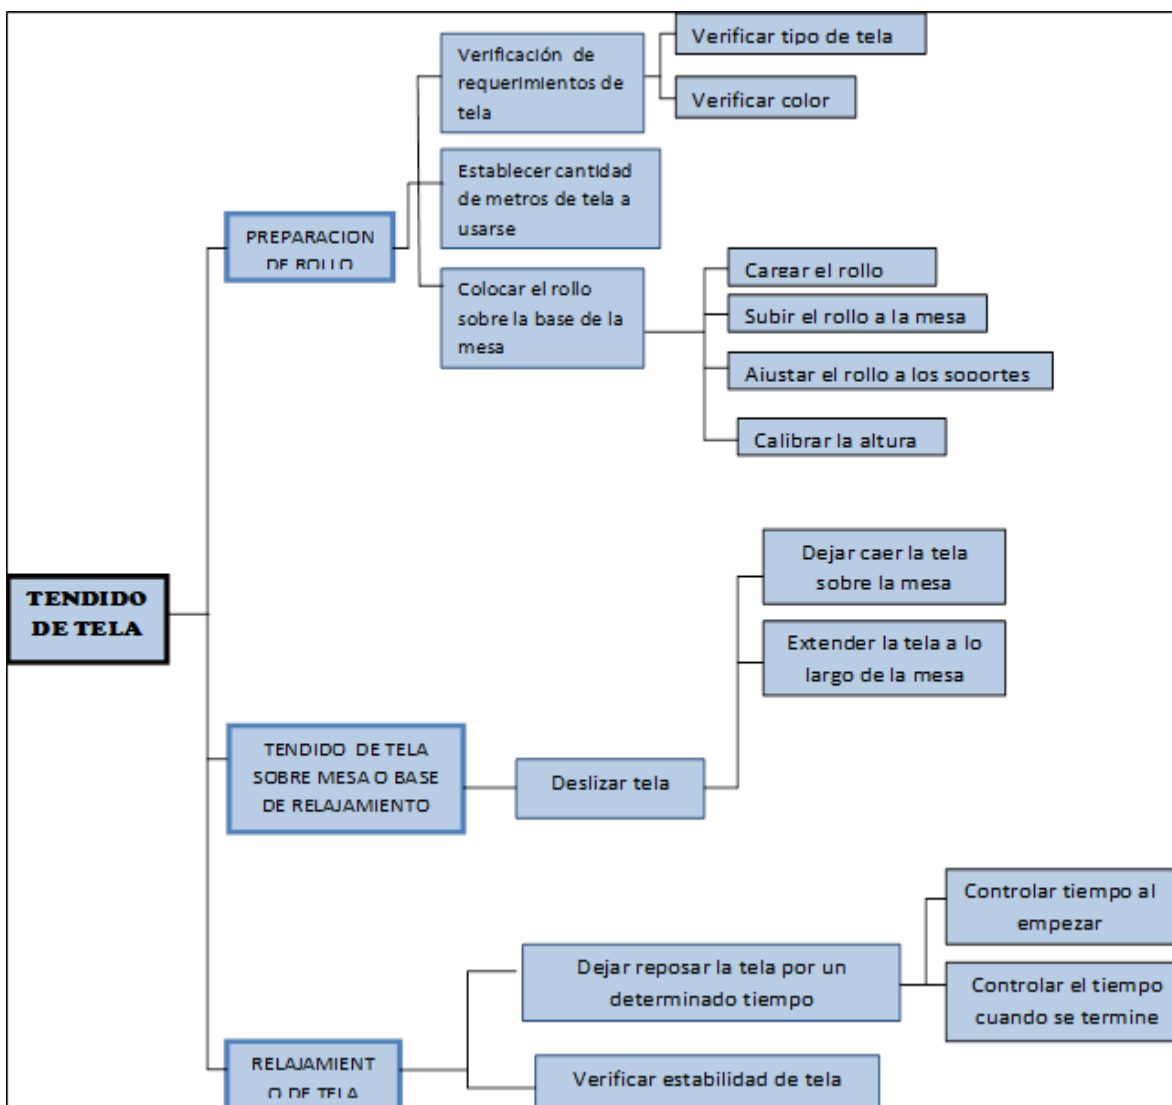 Verificar tipo de tela
Verificación de
requerimientos de
tela
Verificar color
Establecer cantidad
de metros de tela a
usarse
PREPARACION
DE ROLLO
Colocar el rollo
sobre la base de la
mesa
Cargar el rollo
Subir el rollo a la mesa
Ajustar el rollo a los soportes
Calibrar la altura
TENDIDO
DE TELA
Dejar caer la tela
sobre la mesa
Extender la tela a lo
largo de la mesa
TENDIDO DE TELA
SOBRE MESA O BASE
DE RELAJAMIENTO
Deslizar tela
Controlar tiempo al
empezar
Dejar reposar la tela por un
determinado tiempo
Controlar el tiempo
cuando se termine
RELAJAMIENT
O DE TELA
Verificar estabilidad de tela